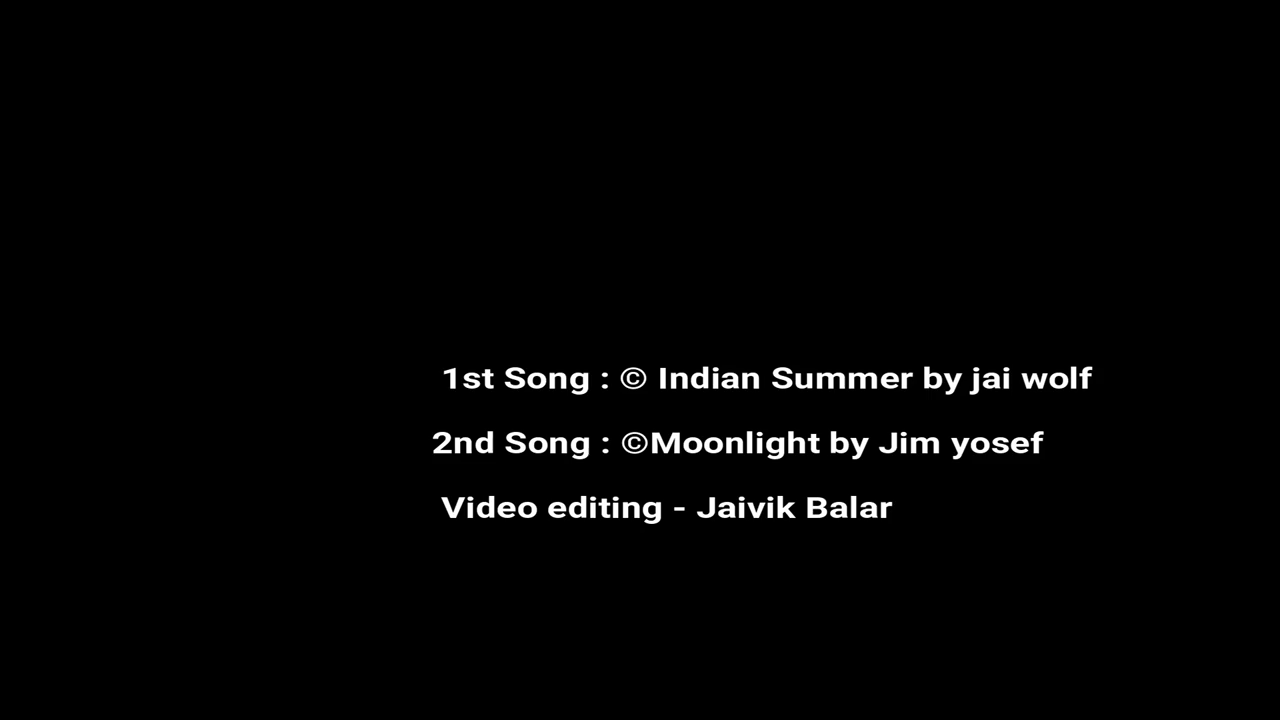 1st Song : © Indian Summer by jai wolf
2nd Song : ©Moonlight by Jim yosef
Video editing - Jaivik Balar